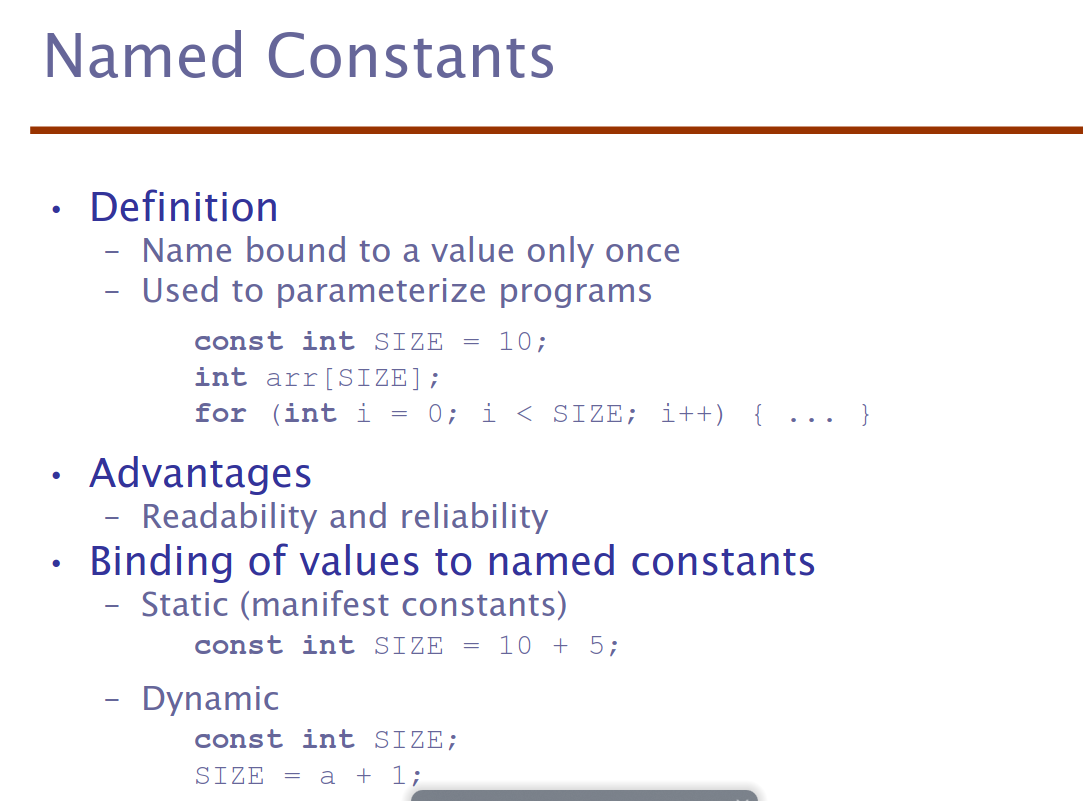 Named Constants
• Definition
– Name bound to a value only once
– Used to parameterize programs
const int SIZE = 10;
int arr[SIZE];
for (int i = 0; i < SIZE; i++) { ... }
• Advantages
– Readability and reliability
• Binding of values to named constants
– Static (manifest constants)
const int SIZE = 10 + 5;
– Dynamic
const int SIZE;
SIZE = a + 1;